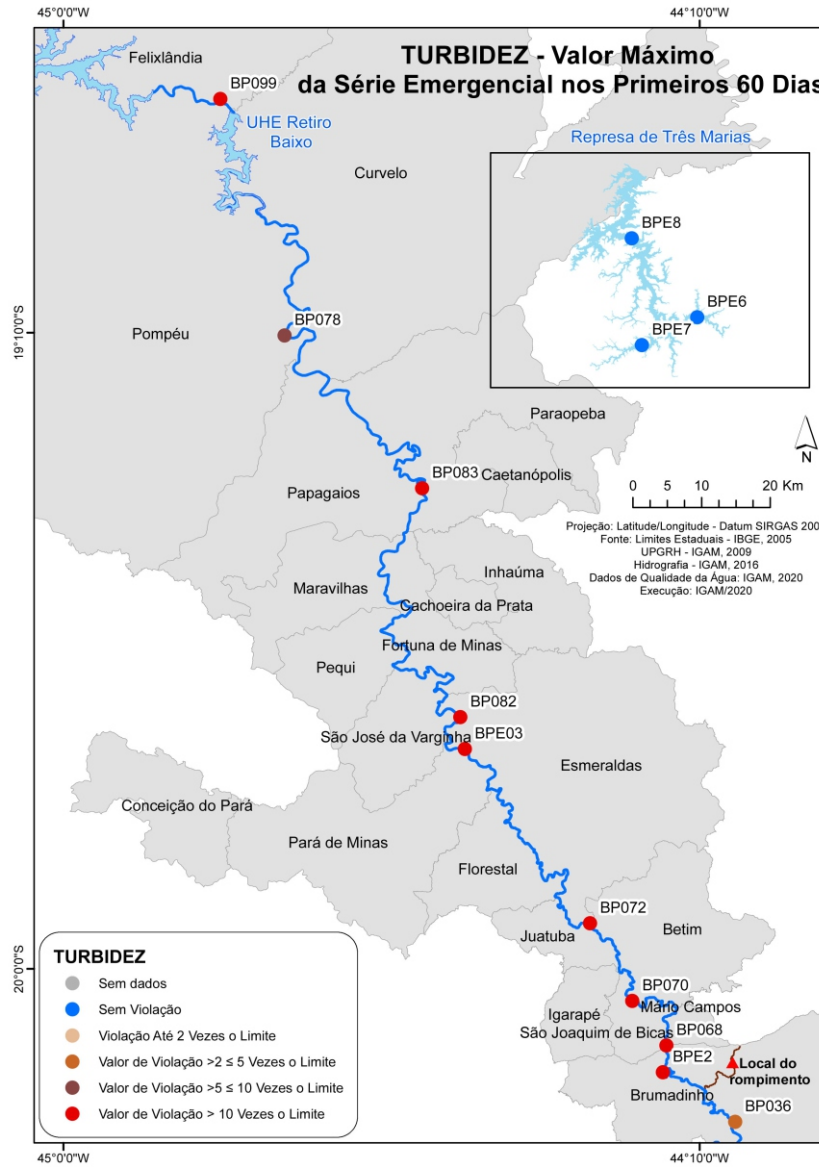 45°0'0"W
44°10'0"W
TURBIDEZ - Valor Máximo
da Série Emergencial nos Primeiros 60 Dias
Felixlândia
BP099
UHE Retiro
Baixo
Represa de Três Marias
Curvelo
BPE8
BPE6
BPE7
19°10'0"S
Pompéu
BP078
Paraopeba
N
BP083
Caetanópolis
Papagaios
0 5 10 20 Km
Projeção: Latitude/Longitude - Datum SIRGAS 200
Fonte: Limites Estaduais - IBGE, 2005
UPGRH - IGAM, 2009
Hidrografia - IGAM, 2016
Dados de Qualidade da Água: IGAM, 2020
Execução: IGAM/2020
Inhaúma
Maravilhas
Cachoeira da Prata
Fortuna de Minas
Pequi
BP082
São José da Varginha
BPE03
Esmeraldas
Conceição do Pará
Pará de Minas
Florestal
BP072
Juatuba
Betim
20°0'0"S
BP070
Igarapé
Mário Campos
São Joaquim de Bicas
BP068
BPE2
Local do
rompimento
Brumadinho
BP036
TURBIDEZ
Sem dados
Sem Violação
Violação Até 2 Vezes o Limite
Valor de Violação >2 ≤ 5 Vezes o Limite
Valor de Violação >5 ≤ 10 Vezes o Limite
Valor de Violação > 10 Vezes o Limite
45°0'0"W
44°10'0"W